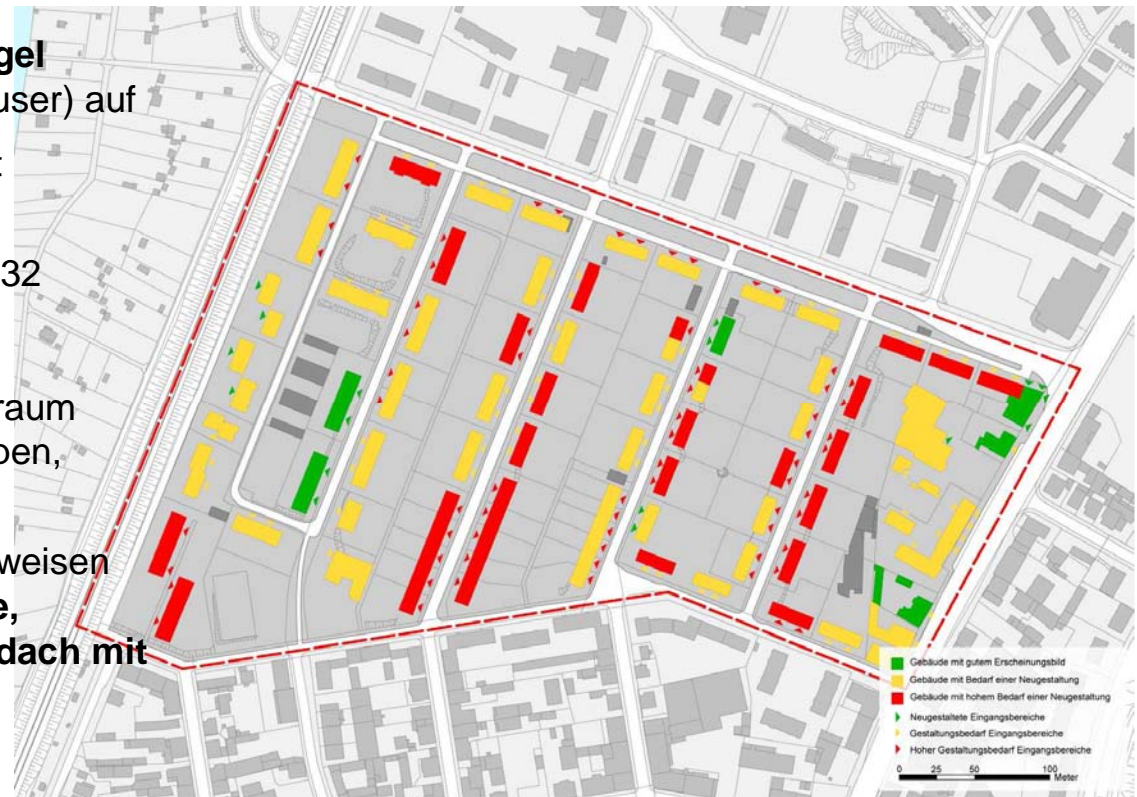 gel
user) auf
t
32
raum
ben,
weisen
e,
dach mit
Gebäude mit gutem Erscheinungsbild
Gebäude mit Bedarf einer Neugestaltung
Gebäude mit hohem Bedarf einer Neugestaltung
Neugestaltete Eingangsbereiche
Gestaltungsbedarf Eingangsbereiche
Hoher Gestaltungsbedarf Eingangsbereiche
0 25 50 100
Meter